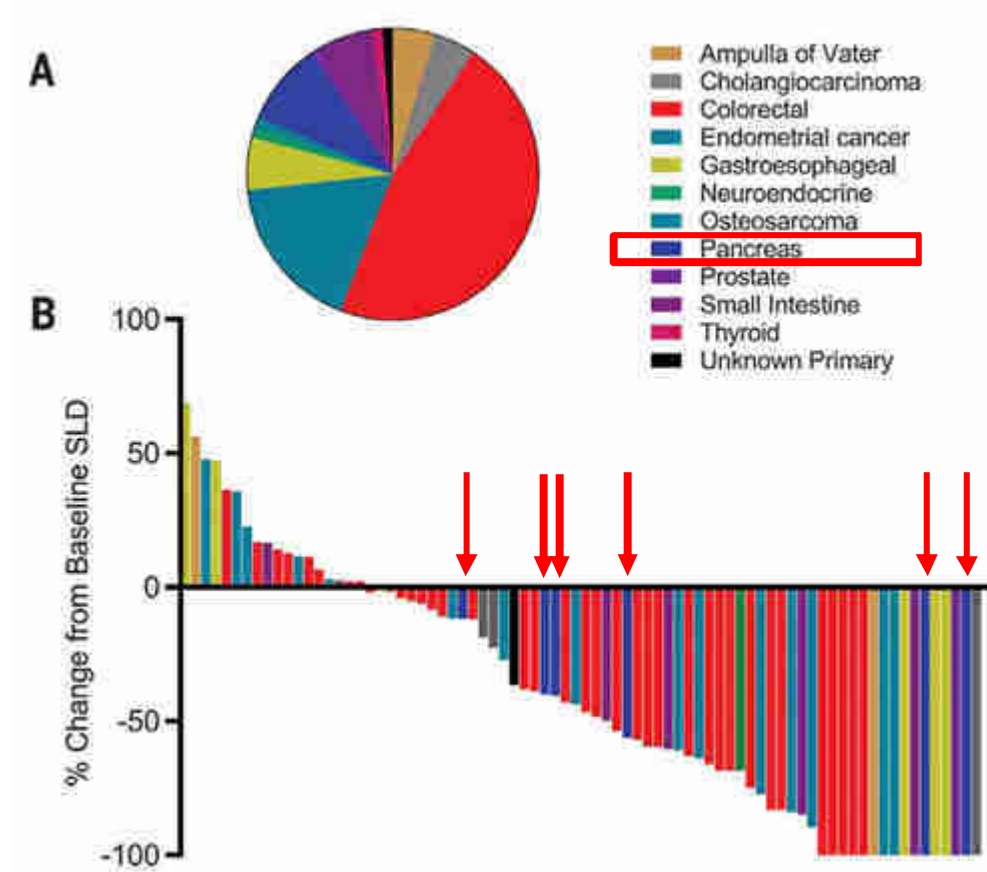 A
Ampulla of Vater
Cholangiocarcinoma
Colorectal
Endometrial cancer
Gastroesophageal
Neuroendocrine
Osteosarcoma
Pancreas
Prostate
Small Intestine
Thyroid
Unknown Primary
B
% Change from Baseline SLD
100
50
0
-50
-100